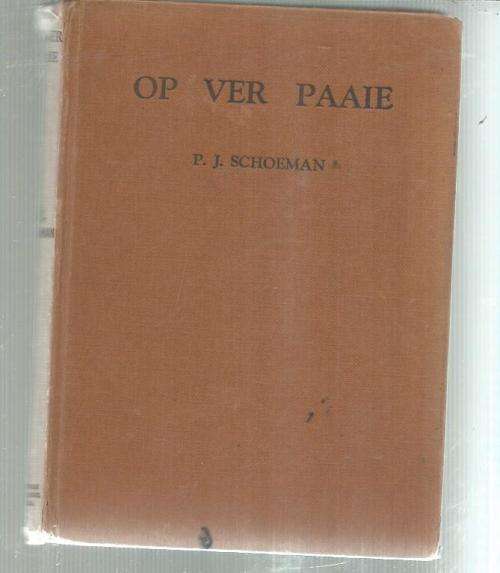 OP VER PAAIE
P. J. SCHOEMAN